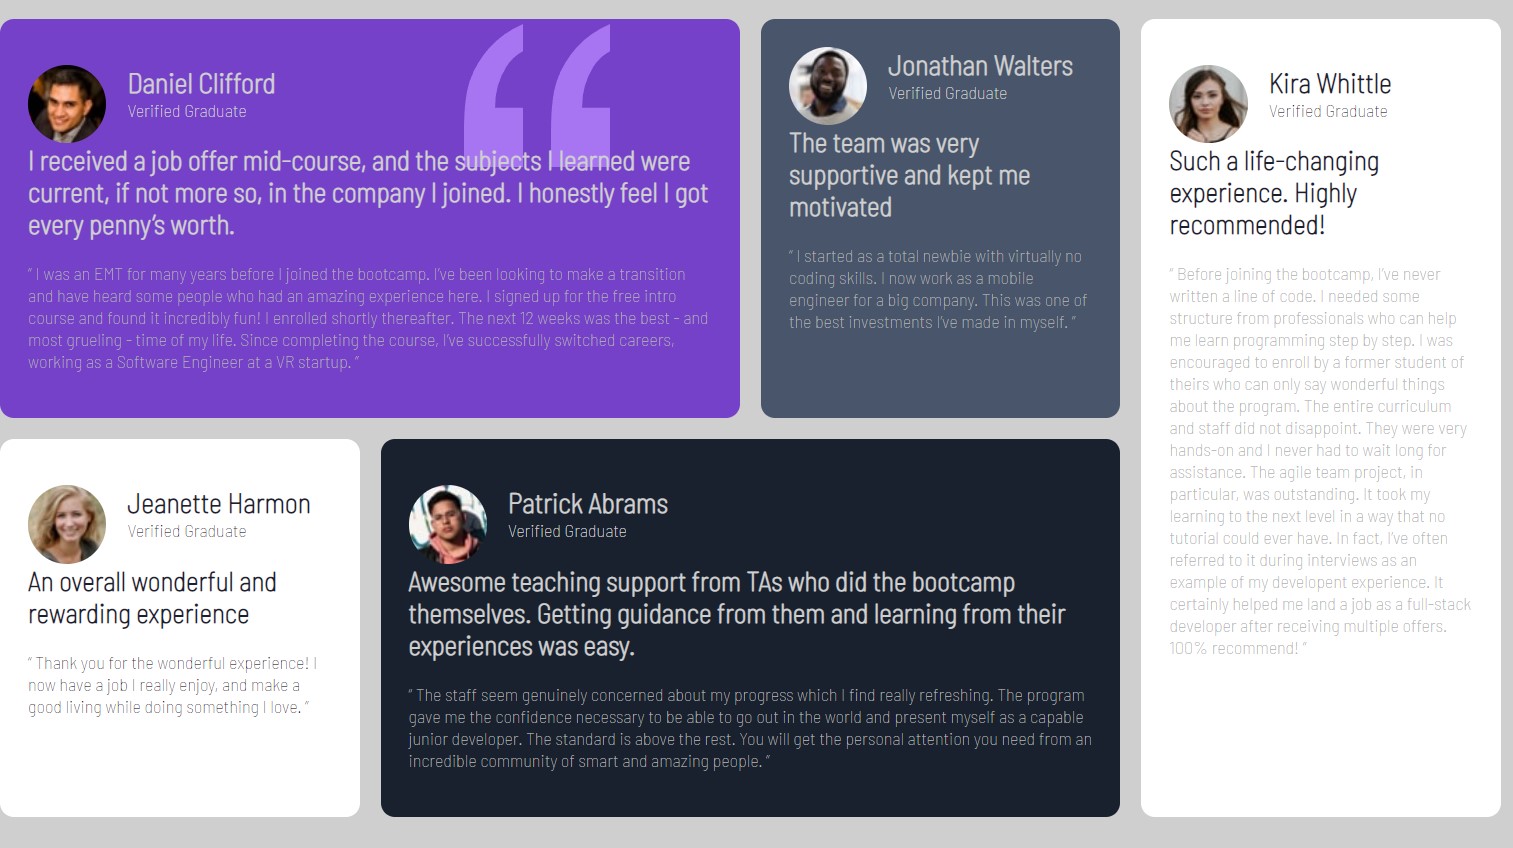 Daniel Clifford
Verified Graduate
I received a job offer mid-course, and the subjects I learned were
current, if not more so, in the company I joined. I honestly feel I got
every penny’s worth.
“ I was an EMT for many years before I joined the bootcamp. I’ve been looking to make a transition
and have heard some people who had an amazing experience here. I signed up for the free intro
course and found it incredibly fun! I enrolled shortly thereafter. The next 12 weeks was the best - and
most grueling - time of my life. Since completing the course, I’ve successfully switched careers,
working as a Software Engineer at a VR startup. ”
Jonathan Walters
Verified Graduate
The team was very
supportive and kept me
motivated
“ I started as a total newbie with virtually no
coding skills. I now work as a mobile
engineer for a big company. This was one of
the best investments I’ve made in myself. ”
Kira Whittle
Verified Graduate
Such a life-changing
experience. Highly
recommended!
“ Before joining the bootcamp, I’ve never
written a line of code. I needed some
structure from professionals who can help
me learn programming step by step. I was
encouraged to enroll by a former student of
theirs who can only say wonderful things
about the program. The entire curriculum
and staff did not disappoint. They were very
hands-on and I never had to wait long for
assistance. The agile team project, in
particular, was outstanding. It took my
learning to the next level in a way that no
tutorial could ever have. In fact, I’ve often
referred to it during interviews as an
example of my developent experience. It
certainly helped me land a job as a full-stack
developer after receiving multiple offers.
100% recommend! ”
Jeanette Harmon
Verified Graduate
An overall wonderful and
rewarding experience
“ Thank you for the wonderful experience! I
now have a job I really enjoy, and make a
good living while doing something I love. ”
Patrick Abrams
Verified Graduate
Awesome teaching support from TAs who did the bootcamp
themselves. Getting guidance from them and learning from their
experiences was easy.
“ The staff seem genuinely concerned about my progress which I find really refreshing. The program
gave me the confidence necessary to be able to go out in the world and present myself as a capable
junior developer. The standard is above the rest. You will get the personal attention you need from an
incredible community of smart and amazing people. ”